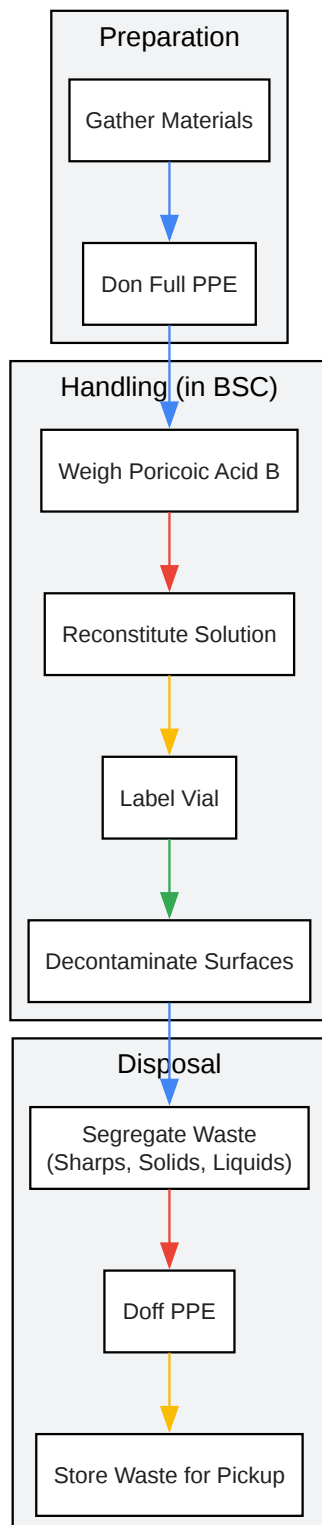 Preparation
Gather Materials
Don Full PPE
Handling (in BSC)
Weigh Poricoic Acid B
Reconstitute Solution
Label Vial
Decontaminate Surfaces
Disposal
Segregate Waste
(Sharps, Solids, Liquids)
Doff PPE
Store Waste for Pickup